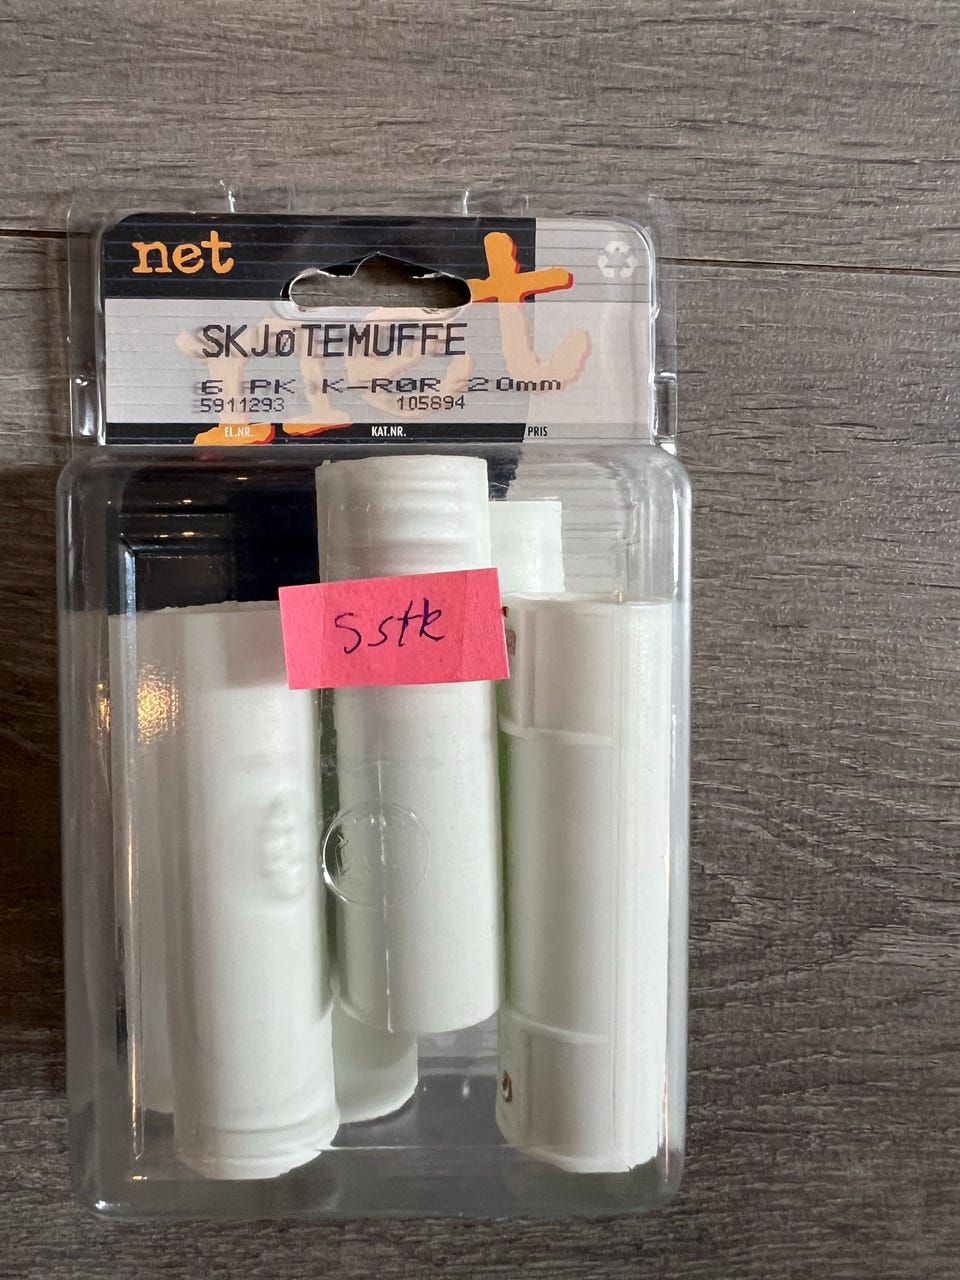 net
SKJøTEMUFFE
6 PK K-RØR 20mm
5911293 105894
EL.NR. KAT.NR. PRIS
5stk